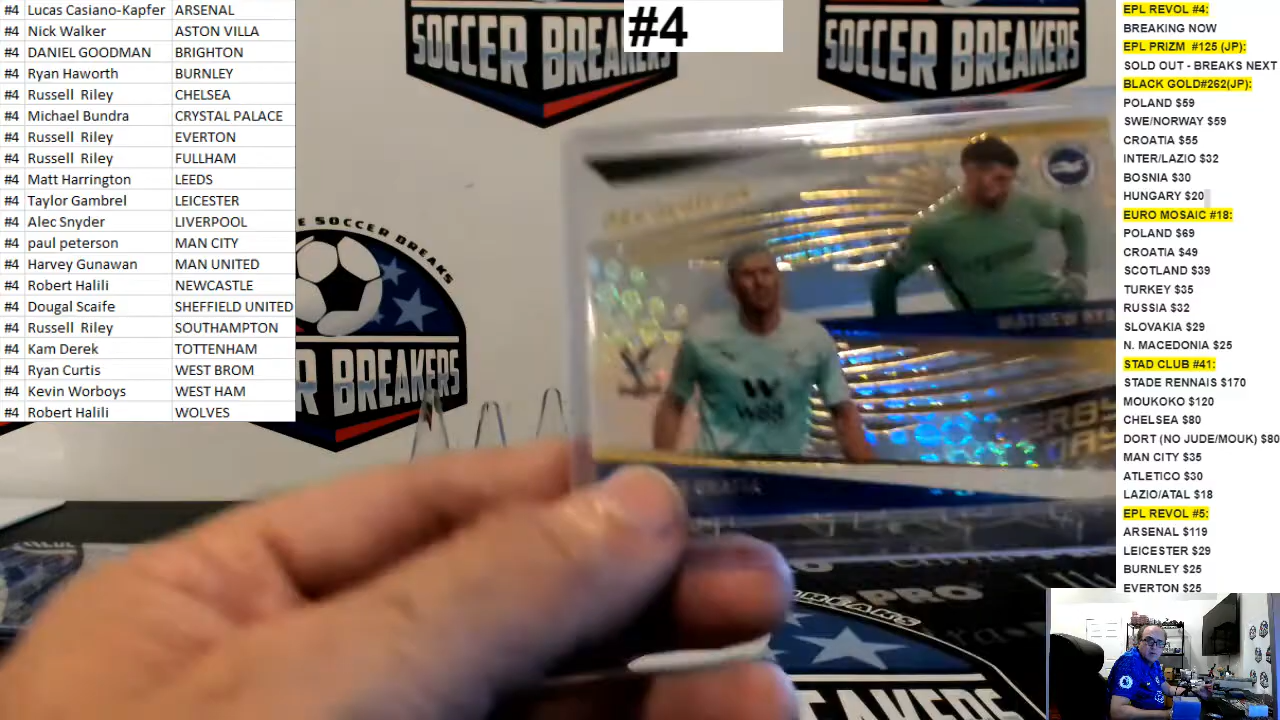 #4 Lucas Casiano-Kapfer ARSENAL
#4 Nick Walker ASTON VILLA
#4 DANIEL GOODMAN BRIGHTON
#4 Ryan Haworth BURNLEY
#4 Russell Riley CHELSEA
#4 Michael Bundra CRYSTAL PALACE
#4 Russell Riley EVERTON
#4 Russell Riley FULLHAM
#4 Matt Harrington LEEDS
#4 Taylor Gambrel LEICESTER
#4 Alec Snyder LIVERPOOL
#4 paul peterson MAN CITY
#4 Harvey Gunawan MAN UNITED
#4 Robert Halili NEWCASTLE
#4 Dougal Scaife SHEFFIELD UNITED
#4 Russell Riley SOUTHAMPTON
#4 Kam Derek TOTTENHAM
#4 Ryan Curtis WEST BROM
#4 Kevin Worboys WEST HAM
#4 Robert Halili WOLVES
#4
SOCCER BREAKERS
SOCCER BREAKERS
SOCCER BREAKS
R BREAKERS
W
DAY
PRO
BREAKS
EAKERS
EPL REVOL #4:
BREAKING NOW
EPL PRIZM #125 (JP):
SOLD OUT - BREAKS NEXT
BLACK GOLD#262(JP):
POLAND $59
SWE/NORWAY $59
CROATIA $55
INTER/LAZIO $32
BOSNIA $30
HUNGARY $20
EURO MOSAIC #18:
POLAND $69
CROATIA $49
SCOTLAND $39
TURKEY $35
RUSSIA $32
SLOVAKIA $29
N. MACEDONIA $25
STAD CLUB #41:
STADE RENNAIS $170
MOUKOKO $120
CHELSEA $80
DORT (NO JUDE/MOUK) $80
MAN CITY $35
ATLETICO $30
LAZIO/ATAL $18
EPL REVOL #5:
ARSENAL $119
LEICESTER $29
BURNLEY $25
EVERTON $25